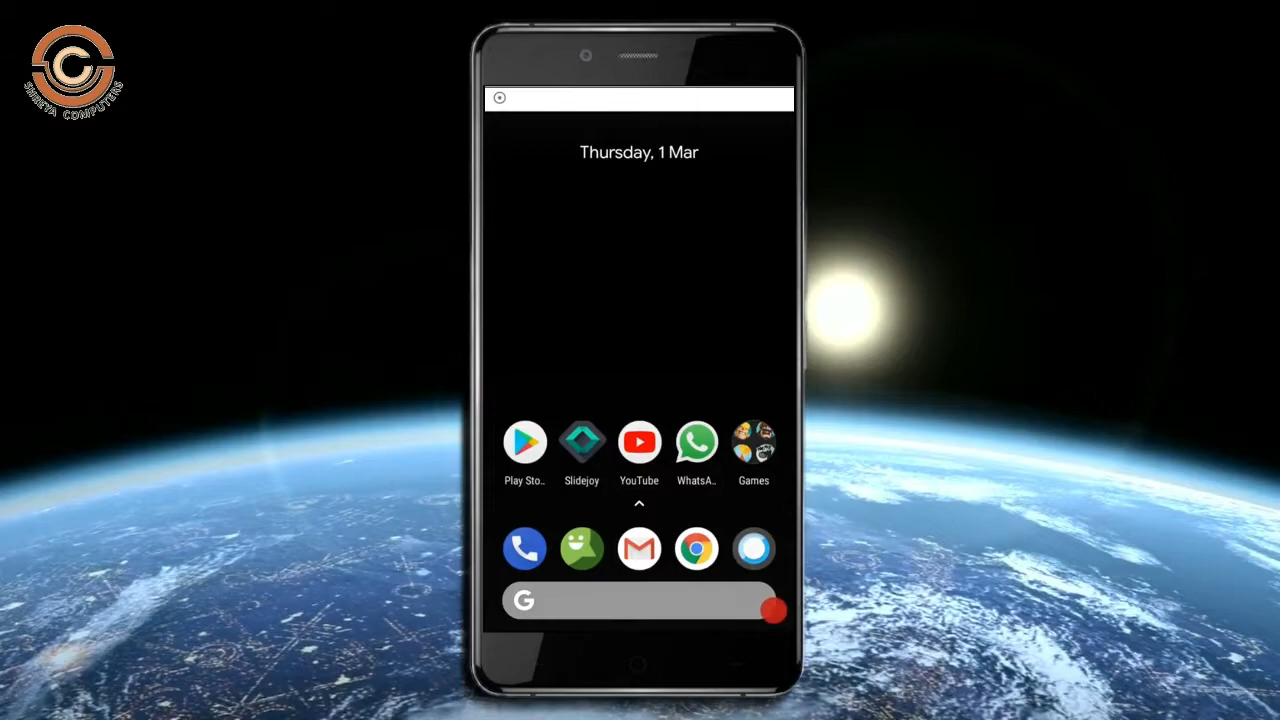 SHREYA COMPUTERS
Thursday, 1 Mar
Play Sto..
Slidejoy
YouTube
WhatsA..
Games
G